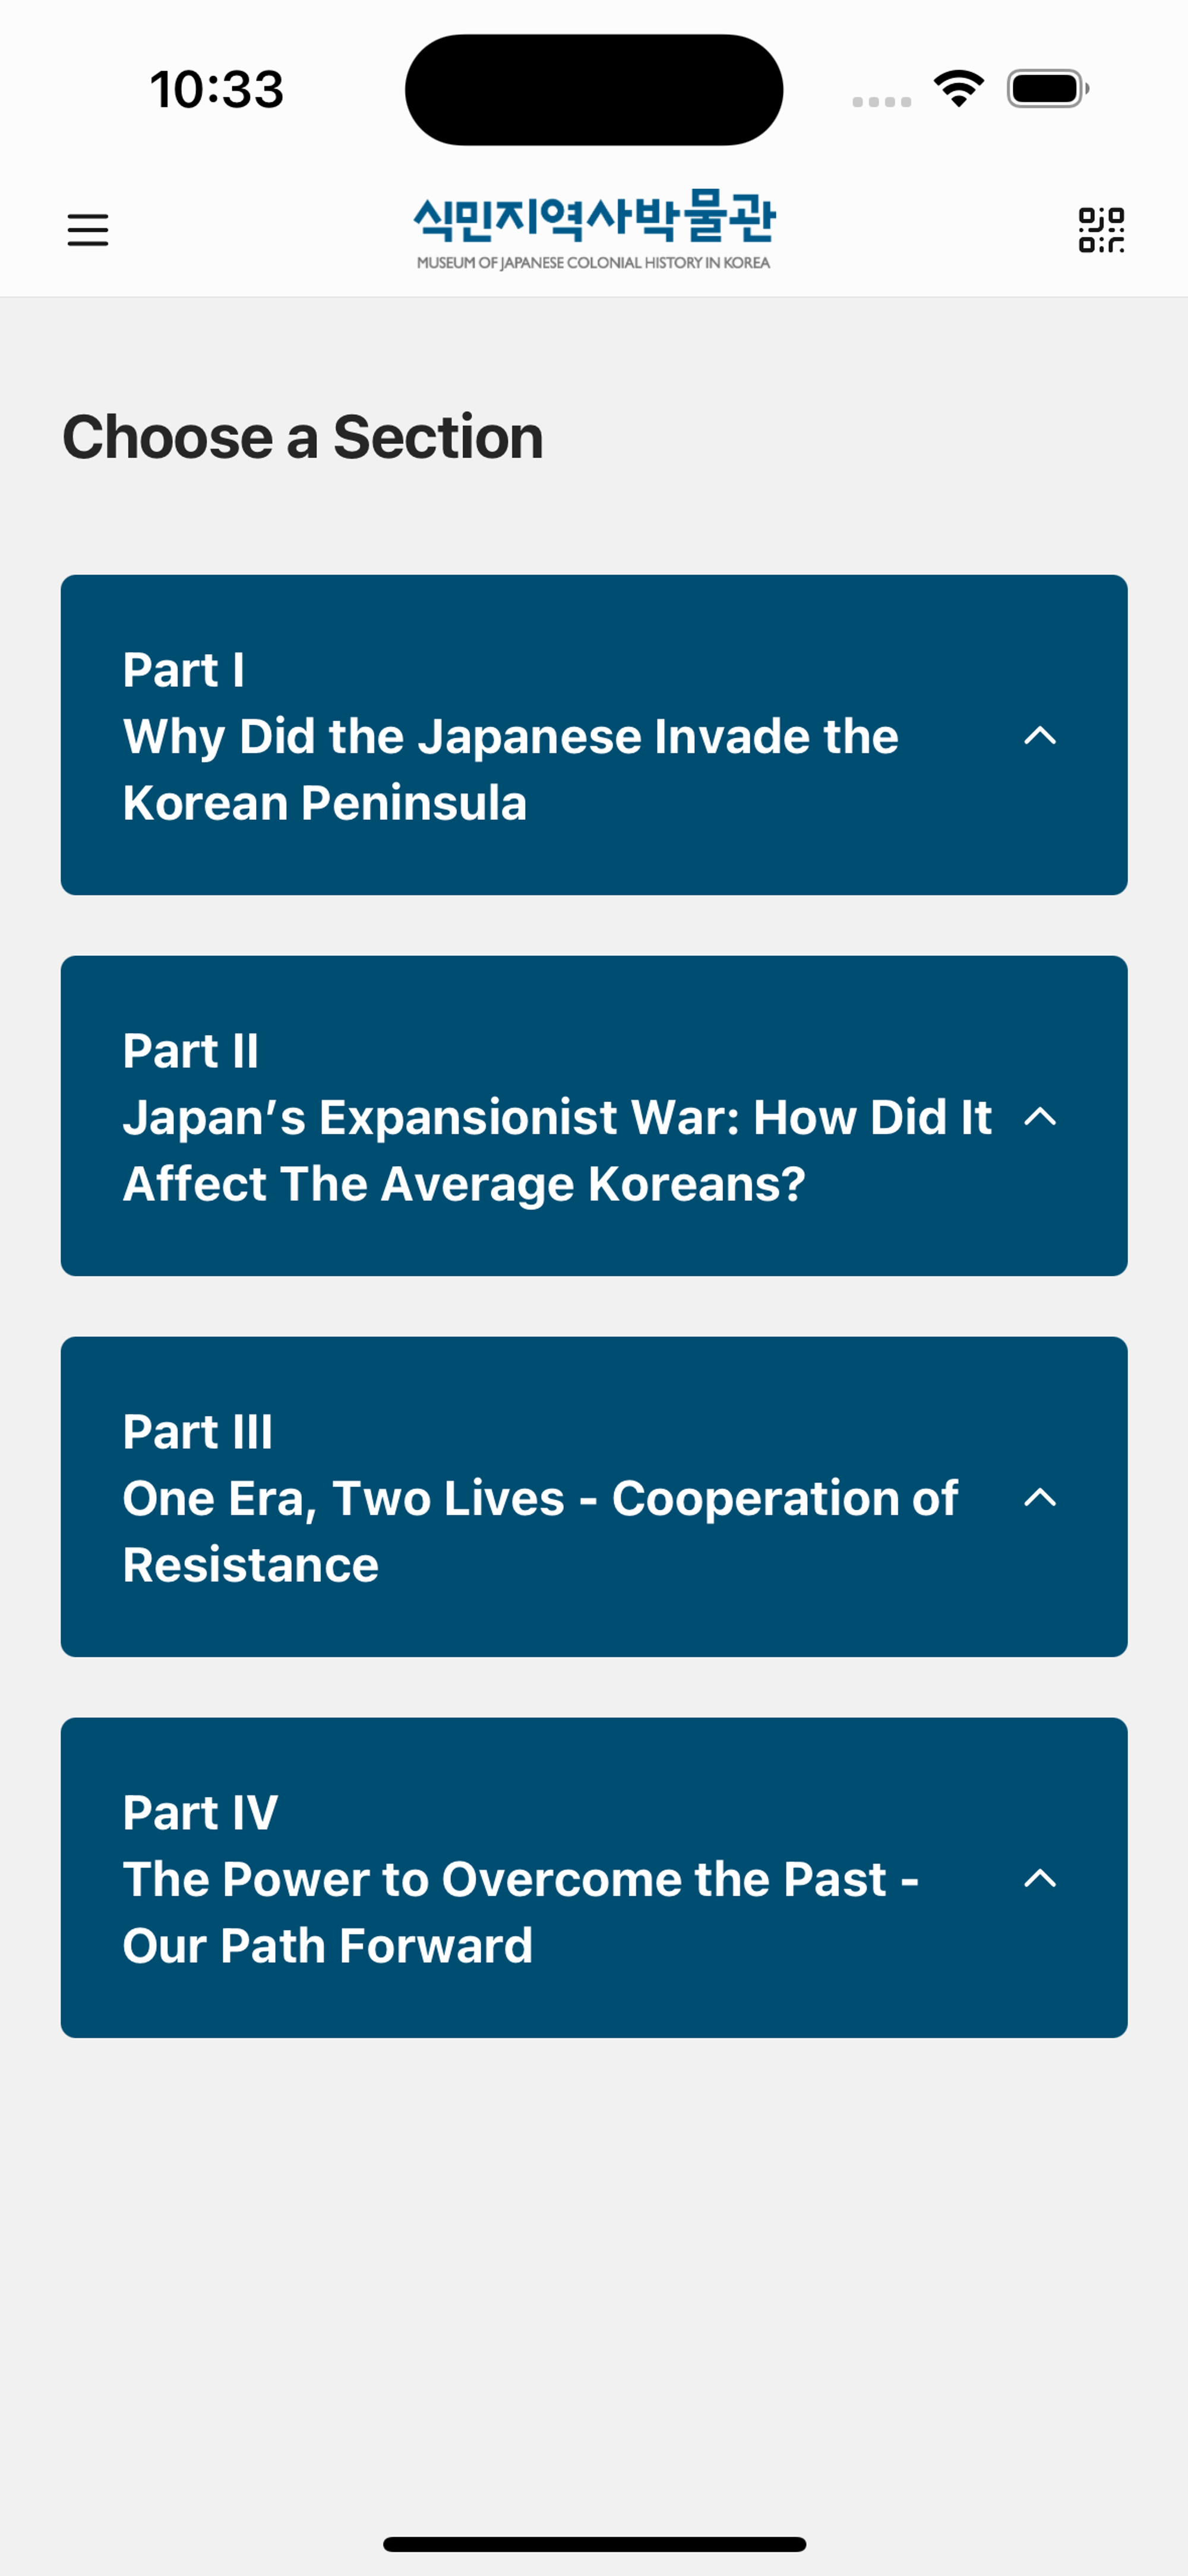 10:33
식민지역사박물관
MUSEUM OF JAPANESE COLONIAL HISTORY IN KOREA
Choose a Section
Part I
Why Did the Japanese Invade the
Korean Peninsula
Part II
Japan’s Expansionist War: How Did It
Affect The Average Koreans?
Part III
One Era, Two Lives - Cooperation of
Resistance
Part IV
The Power to Overcome the Past -
Our Path Forward